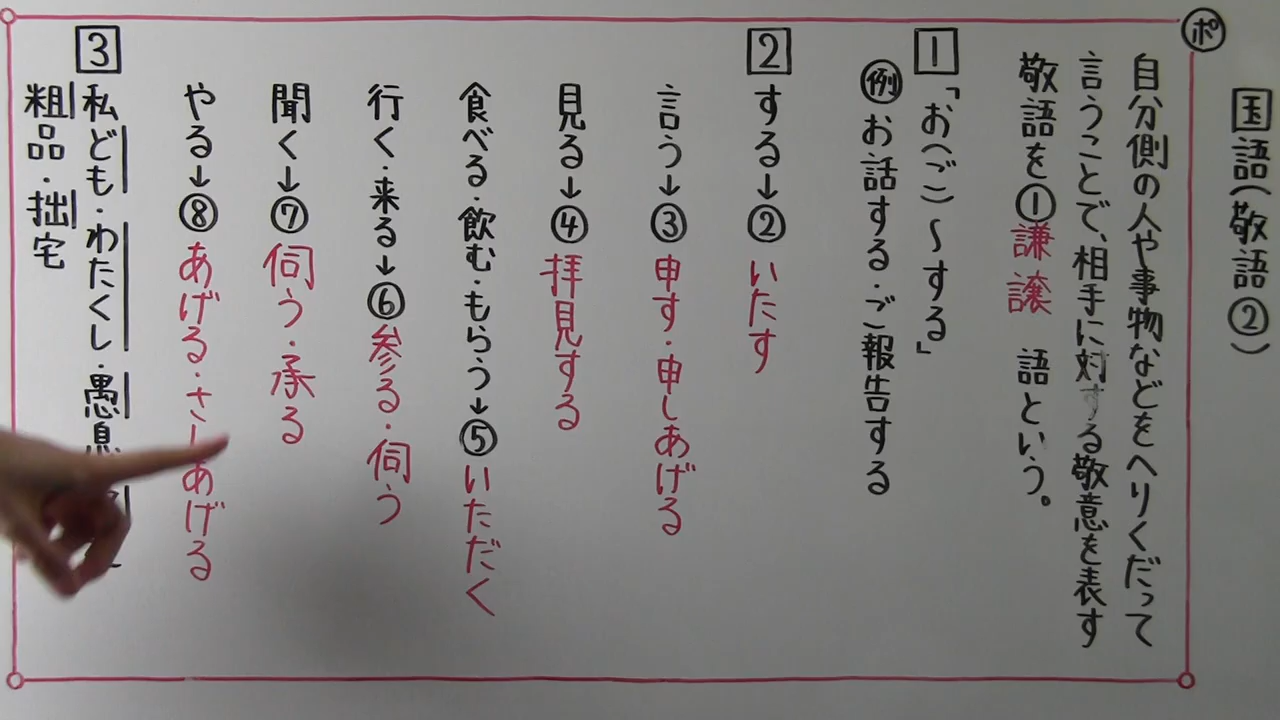 国語(敬語②)
ポ
自分側の人や事物などをへりくだって
言うことで、相手に対する敬意を表す
敬語を①謙譲 語という。
1 「お(ご)～する」
例 お話する・ご報告する
2 する→②いたす
言う→③申す・申しあげる
見る→④拝見する
食べる・飲む・もらう→⑤いただく
行く・来る→⑥参る・伺う
聞く→⑦伺う・承る
やる→⑧あげる・さしあげる
3 私ども・わたくし・愚息
粗品・拙宅